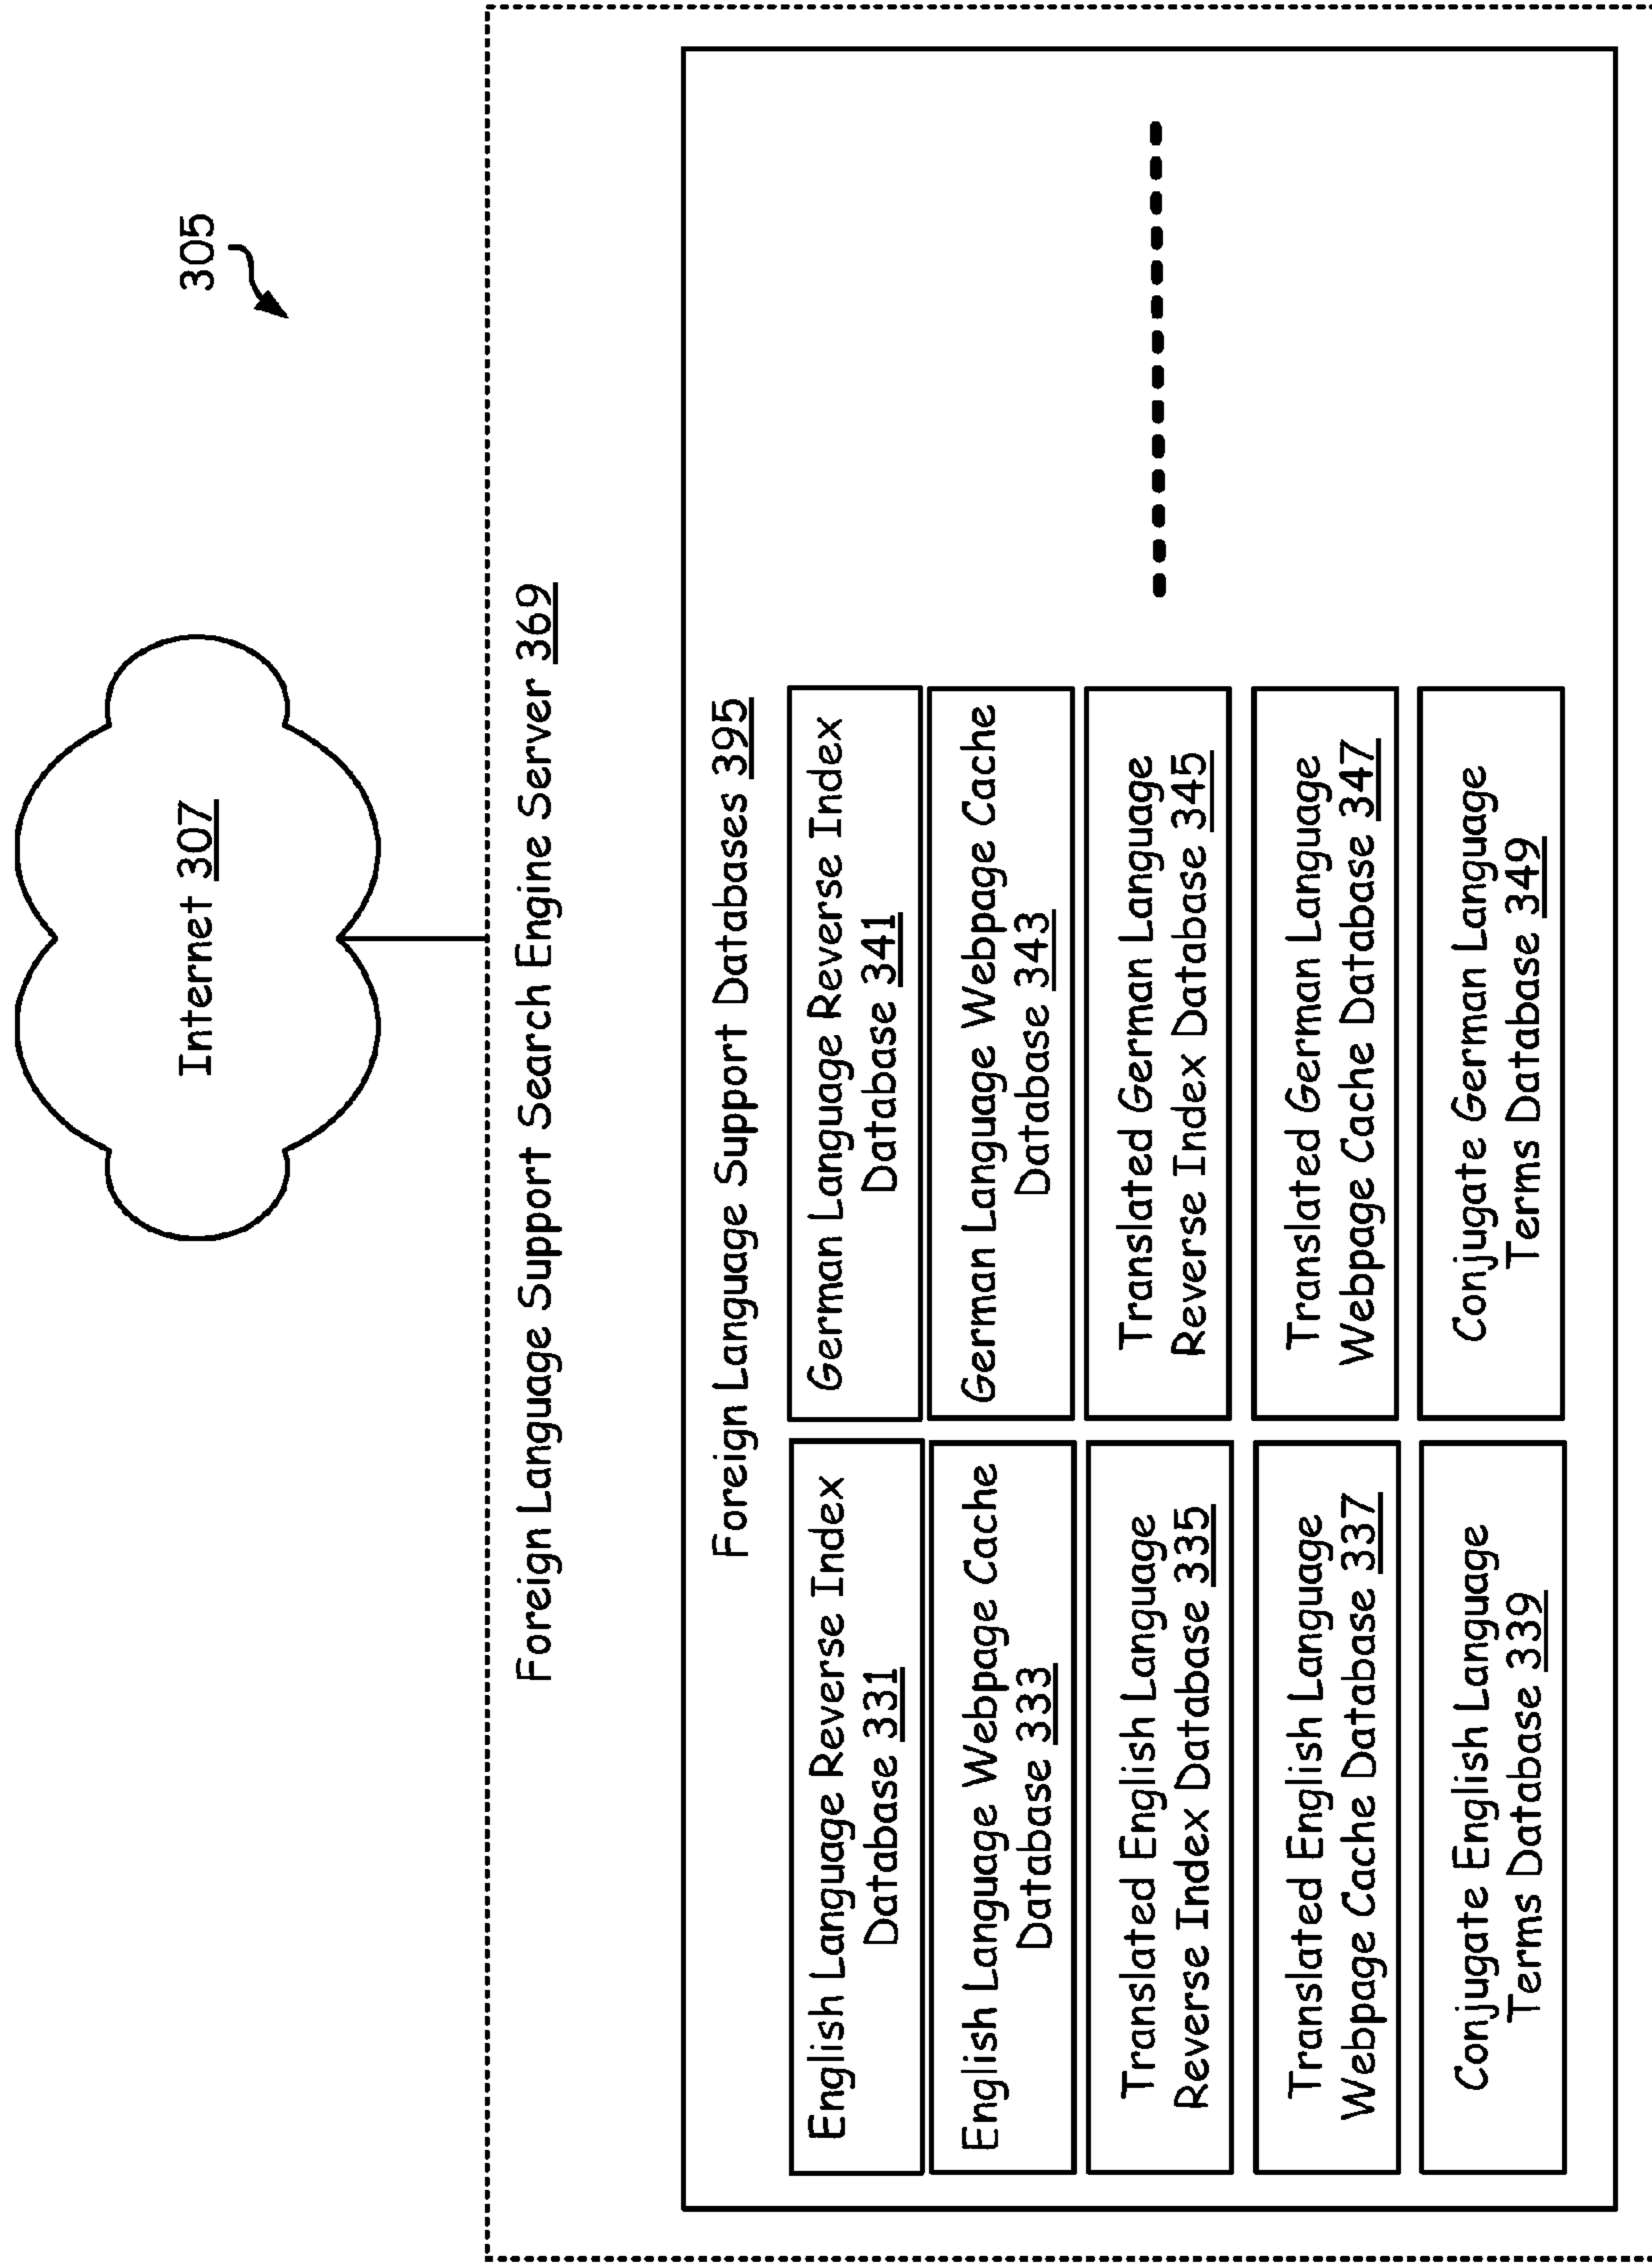 305
Internet 307
Foreign Language Support Search Engine Server 369
Foreign Language Support Databases 395
English Language Reverse Index
Database 331
German Language Reverse Index
Database 341
English Language Webpage Cache
Database 333
German Language Webpage Cache
Database 343
Translated English Language
Reverse Index Database 335
Translated German Language
Reverse Index Database 345
Translated English Language
Webpage Cache Database 337
Translated German Language
Webpage Cache Database 347
Conjugate English Language
Terms Database 339
Conjugate German Language
Terms Database 349